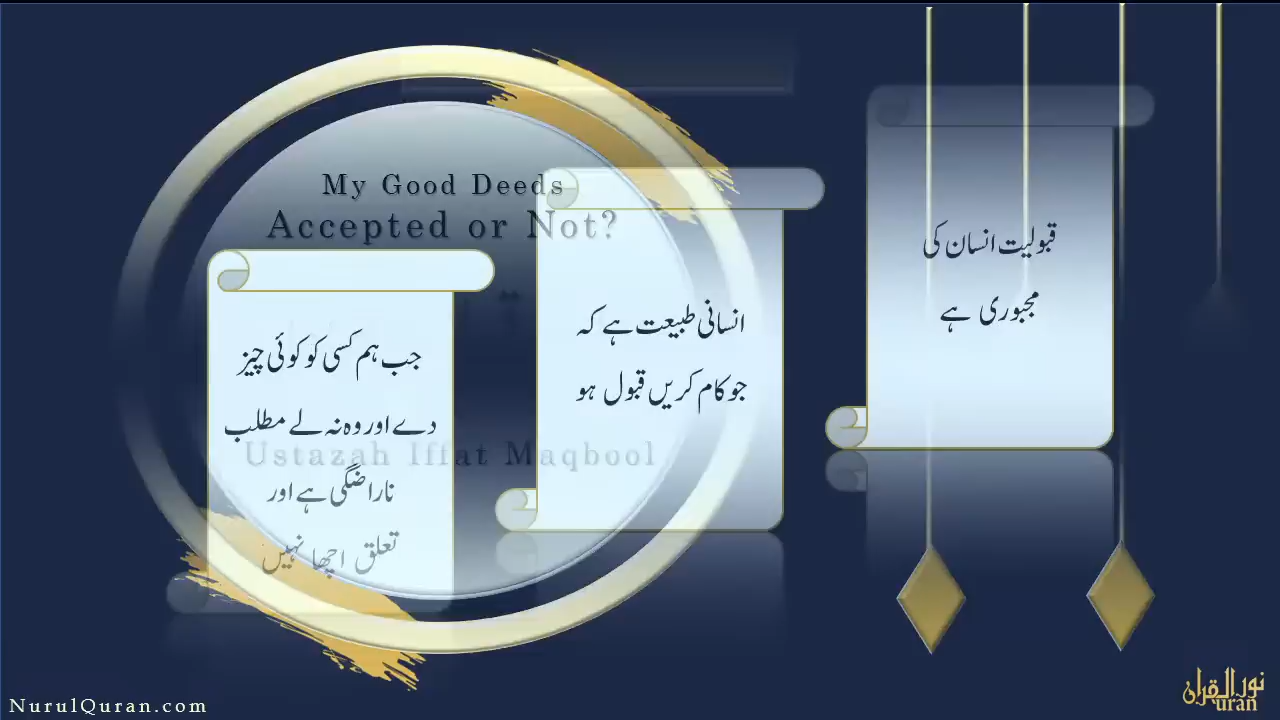 My Good Deeds
Accepted or Not?
Ustazah Iffat Maqbool
قبولیت انسان کی
مجبوری ہے
انسانی طبیعت ہے کہ
جو کام کریں قبول ہو
جب ہم کسی کو کوئی چیز
دے اور وہ نہ لے مطلب
ناراضگی ہے اور
تعلق اچھا نہیں
NurulQuran.com
نور القرآن
uran